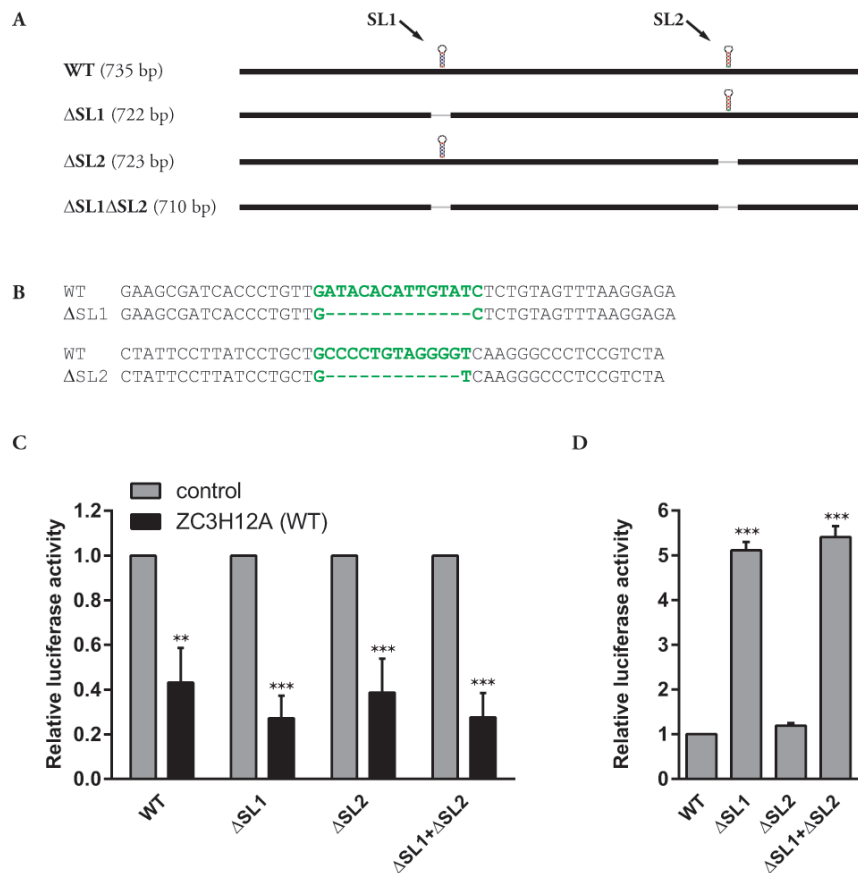 A
SL1
SL2
WT (735 bp)
ΔSL1 (722 bp)
ΔSL2 (723 bp)
ΔSL1ΔSL2 (710 bp)
B
WT GAAGCGATCACCCTGTTGATACACATTGTATCTCTGTAGTTTAAGGAGA
ΔSL1 GAAGCGATCACCCTGTTG-------------CTCTGTAGTTTAAGGAGA
WT CTATTCCTTATCCTGCTGCCCCTGTAGGGGTCAAGGGCCCTCCGTCTA
ΔSL2 CTATTCCTTATCCTGCTG------------TCAAGGGCCCTCCGTCTA
C
control
ZC3H12A (WT)
Relative luciferase activity
1.2
1.0
0.8
0.6
0.4
0.2
0.0
**
***
***
***
WT
ΔSL1
ΔSL2
ΔSL1+ΔSL2
D
Relative luciferase activity
6
5
4
3
2
1
0
***
***
WT
ΔSL1
ΔSL2
ΔSL1+ΔSL2